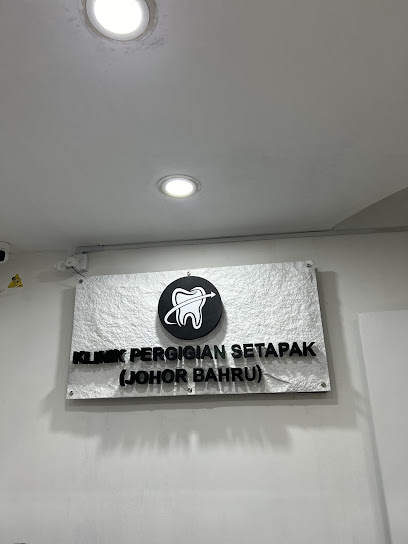 KLINIK PERGIGIAN SETAPAK
(JOHOR BAHRU)